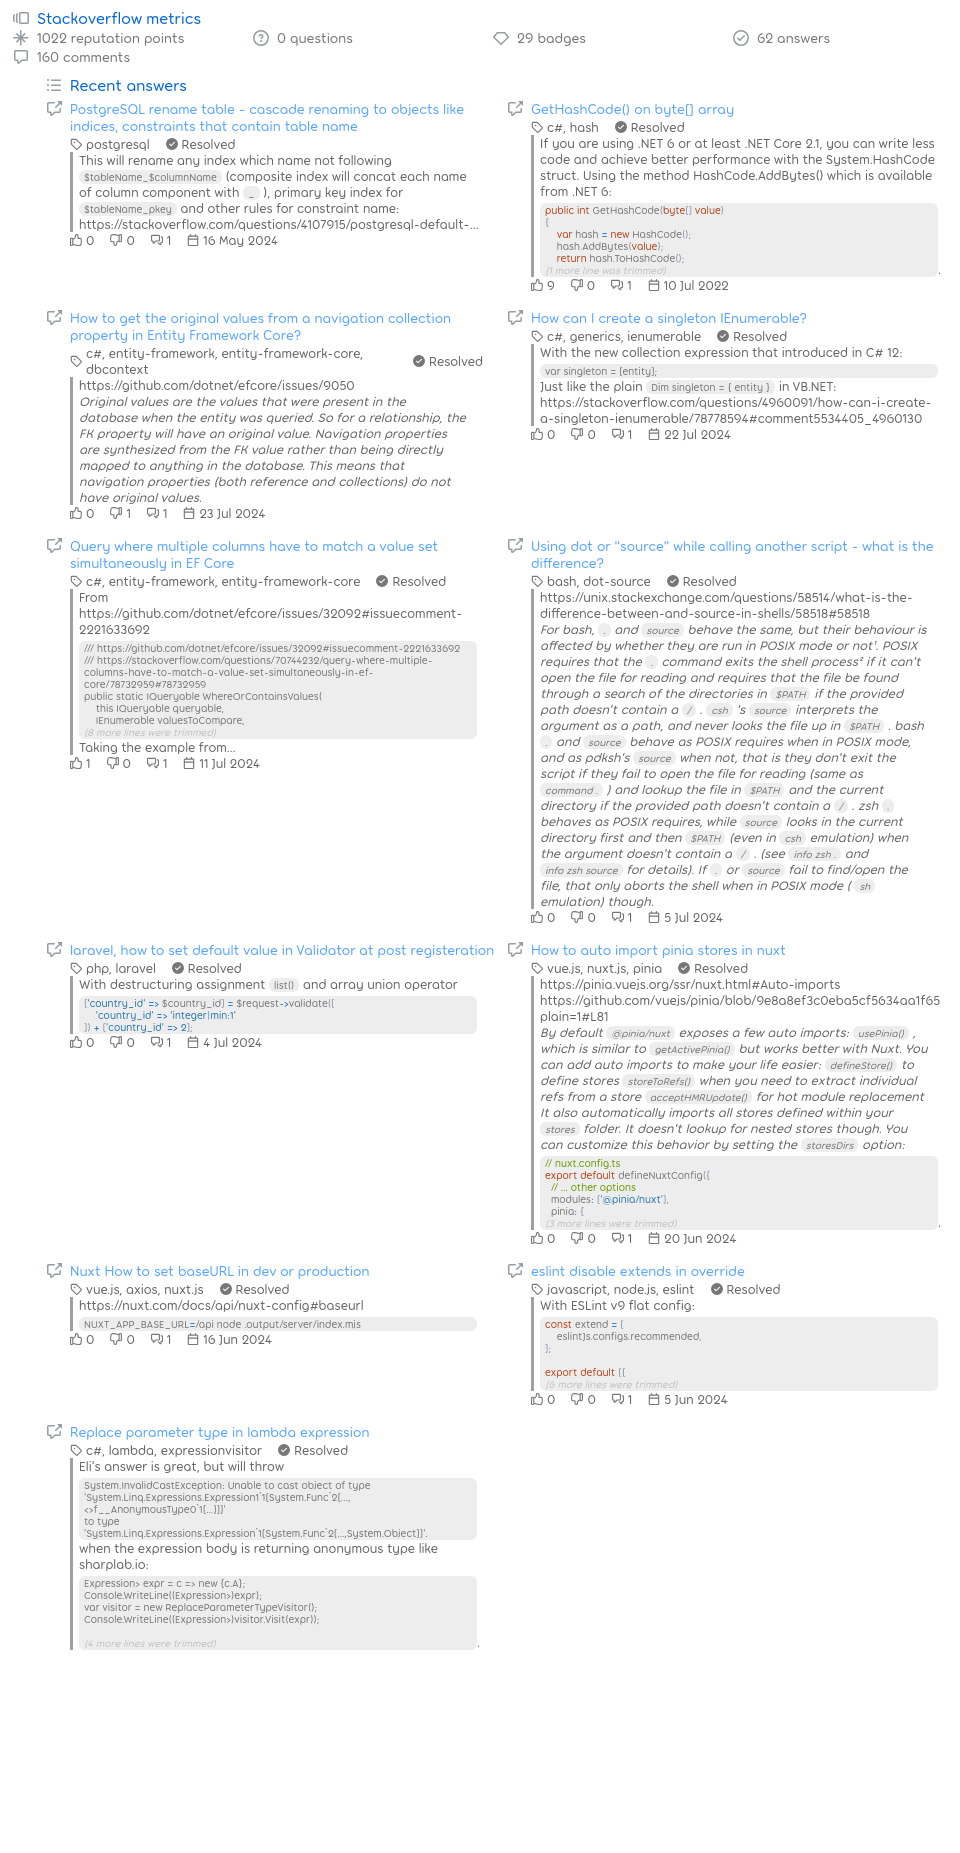 Stackoverflow metrics
1022 reputation points
0 questions
29 badges
62 answers
160 comments
Recent answers
PostgreSQL rename table - cascade renaming to objects like
indices, constraints that contain table name
postgresql Resolved
This will rename any index which name not following
$tableName_$columnName (composite index will concat each name
of column component with _ ), primary key index for
$tableName_pkey and other rules for constraint name:
https://stackoverflow.com/questions/4107915/postgresql-default-...
0 0 1 16 May 2024
GetHashCode() on byte[] array
c#, hash Resolved
If you are using .NET 6 or at least .NET Core 2.1, you can write less
code and achieve better performance with the System.HashCode
struct. Using the method HashCode.AddBytes() which is available
from .NET 6:
public int GetHashCode(byte[] value)
{
var hash = new HashCode();
hash.AddBytes(value);
return hash.ToHashCode();
(1 more line was trimmed) .
9 0 1 10 Jul 2022
How to get the original values from a navigation collection
property in Entity Framework Core?
c#, entity-framework, entity-framework-core,
dbcontext Resolved
https://github.com/dotnet/efcore/issues/9050
Original values are the values that were present in the
database when the entity was queried. So for a relationship, the
FK property will have an original value. Navigation properties
are synthesized from the FK value rather than being directly
mapped to anything in the database. This means that
navigation properties (both reference and collections) do not
have original values.
0 1 1 23 Jul 2024
How can I create a singleton IEnumerable?
c#, generics, ienumerable Resolved
With the new collection expression that introduced in C# 12:
var singleton = [entity];
Just like the plain Dim singleton = { entity } in VB.NET:
https://stackoverflow.com/questions/4960091/how-can-i-create-
a-singleton-ienumerable/78778594#comment5534405_4960130
0 0 1 22 Jul 2024
Query where multiple columns have to match a value set
simultaneously in EF Core
c#, entity-framework, entity-framework-core Resolved
From
https://github.com/dotnet/efcore/issues/32092#issuecomment-
2221633692
/// https://github.com/dotnet/efcore/issues/32092#issuecomment-2221633692
/// https://stackoverflow.com/questions/70744232/query-where-multiple-
columns-have-to-match-a-value-set-simultaneously-in-ef-
core/78732959#78732959
public static IQueryable WhereOrContainsValues(
this IQueryable queryable,
IEnumerable valuesToCompare,
(8 more lines were trimmed)
Taking the example from...
1 0 1 11 Jul 2024
Using dot or "source" while calling another script - what is the
difference?
bash, dot-source Resolved
https://unix.stackexchange.com/questions/58514/what-is-the-
difference-between-and-source-in-shells/58518#58518
For bash, . and source behave the same, but their behaviour is
affected by whether they are run in POSIX mode or not¹. POSIX
requires that the . command exits the shell process² if it can't
open the file for reading and requires that the file be found
through a search of the directories in $PATH if the provided
path doesn't contain a / . csh 's source interprets the
argument as a path, and never looks the file up in $PATH . bash
. and source behave as POSIX requires when in POSIX mode,
and as pdksh's source when not, that is they don't exit the
script if they fail to open the file for reading (same as
command . ) and lookup the file in $PATH and the current
directory if the provided path doesn't contain a / . zsh .
behaves as POSIX requires, while source looks in the current
directory first and then $PATH (even in csh emulation) when
the argument doesn't contain a / . (see info zsh . and
info zsh source for details). If . or source fail to find/open the
file, that only aborts the shell when in POSIX mode ( sh
emulation) though.
0 0 1 5 Jul 2024
laravel, how to set default value in Validator at post registeration
php, laravel Resolved
With destructuring assignment list() and array union operator
['country_id' => $country_id] = $request->validate([
'country_id' => 'integer|min:1'
]) + ['country_id' => 2];
0 0 1 4 Jul 2024
How to auto import pinia stores in nuxt
vue.js, nuxt.js, pinia Resolved
https://pinia.vuejs.org/ssr/nuxt.html#Auto-imports
https://github.com/vuejs/pinia/blob/9e8a8ef3c0eba5cf5634aa1f65
plain=1#L81
By default @pinia/nuxt exposes a few auto imports: usePinia() ,
which is similar to getActivePinia() but works better with Nuxt. You
can add auto imports to make your life easier: defineStore() to
define stores storeToRefs() when you need to extract individual
refs from a store acceptHMRUpdate() for hot module replacement
It also automatically imports all stores defined within your
stores folder. It doesn't lookup for nested stores though. You
can customize this behavior by setting the storesDirs option:
// nuxt.config.ts
export default defineNuxtConfig({
// ... other options
modules: ['@pinia/nuxt'],
pinia: {
(3 more lines were trimmed) .
0 0 1 20 Jun 2024
Nuxt How to set baseURL in dev or production
vue.js, axios, nuxt.js Resolved
https://nuxt.com/docs/api/nuxt-config#baseurl
NUXT_APP_BASE_URL=/api node .output/server/index.mjs
0 0 1 16 Jun 2024
eslint disable extends in override
javascript, node.js, eslint Resolved
With ESLint v9 flat config:
const extend = [
eslintJs.configs.recommended,
];
export default [{
(6 more lines were trimmed)
0 0 1 5 Jun 2024
Replace parameter type in lambda expression
c#, lambda, expressionvisitor Resolved
Eli's answer is great, but will throw
System.InvalidCastException: Unable to cast object of type
'System.Linq.Expressions.Expression1`1[System.Func`2[...,
<>f__AnonymousType0`1[...]]]'
to type
'System.Linq.Expressions.Expression`1[System.Func`2[...,System.Object]]'.
when the expression body is returning anonymous type like
sharplab.io:
Expression> expr = c => new {c.A};
Console.WriteLine((Expression>)expr);
var visitor = new ReplaceParameterTypeVisitor();
Console.WriteLine((Expression>)visitor.Visit(expr));
(4 more lines were trimmed) .